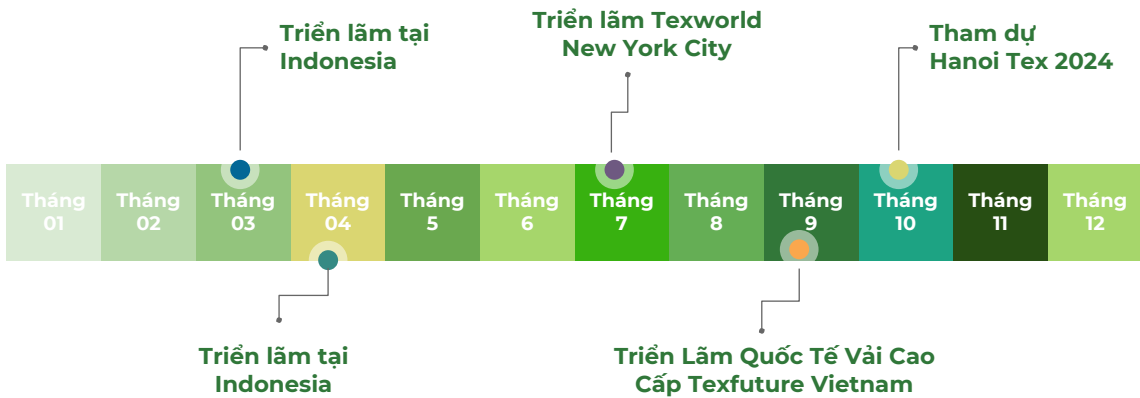 Triển lãm tại
Indonesia
Triển lãm Texworld
New York City
Tham dự
Hanoi Tex 2024
Tháng
01
Tháng
02
Tháng
03
Tháng
04
Tháng
5
Tháng
6
Tháng
7
Tháng
8
Tháng
9
Tháng
10
Tháng
11
Tháng
12
Triển lãm tại
Indonesia
Triển Lãm Quốc Tế Vải Cao
Cấp Texfuture Vietnam